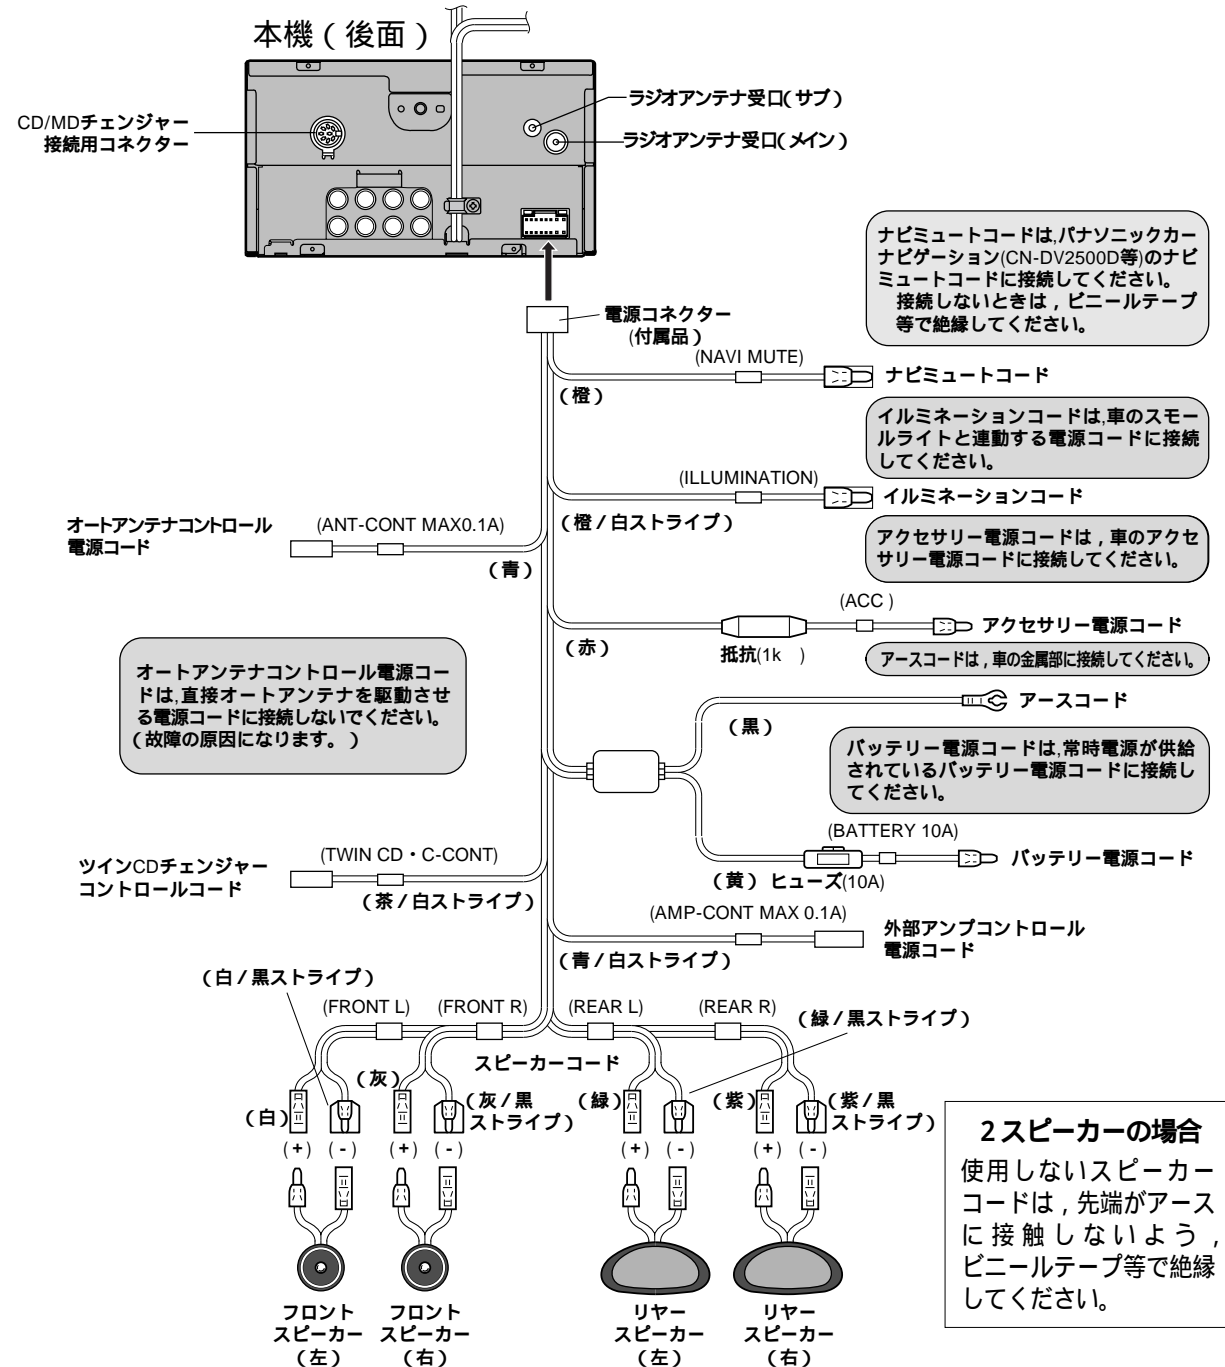 本機（後面）
CD/MDチェンジャー
接続用コネクター
ラジオアンテナ受口（サブ）
ラジオアンテナ受口（メイン）
ナビミュートコードは,パナソニックカー
ナビゲーション(CN-DV2500D等)のナビ
ミュートコードに接続してください。
接続しないときは，ビニールテープ
等で絶縁してください。
電源コネクター
(付属品）
(NAVI MUTE)
ナビミュートコード
（橙）
イルミネーションコードは,車のスモー
ルライトと連動する電源コードに接続
してください。
(ILLUMINATION)
イルミネーションコード
（橙/白ストライプ）
オートアンテナコントロール
電源コード
(ANT-CONT MAX0.1A)
（青）
アクセサリー電源コードは，車のアクセ
サリー電源コードに接続してください。
(ACC )
アクセサリー電源コード
（赤）
抵抗(1k )
アースコードは，車の金属部に接続してください。
オートアンテナコントロール電源コー
ドは,直接オートアンテナを駆動させ
る電源コードに接続しないでください。
（故障の原因になります。）
アースコード
（黒）
バッテリー電源コードは,常時電源が供給
されているバッテリー電源コードに接続し
てください。
(BATTERY 10A)
バッテリー電源コード
（黄） ヒューズ(10A)
ツインCDチェンジャー
コントロールコード
(TWIN CD・C-CONT)
（茶/白ストライプ）
(AMP-CONT MAX 0.1A)
外部アンプコントロール
電源コード
（青/白ストライプ）
（白/黒ストライプ）
(FRONT L) (FRONT R) (REAR L) (REAR R)
（緑/黒ストライプ）
スピーカーコード
（白） （灰） （灰/黒
ストライプ） （緑） （紫） （紫/黒
ストライプ）
(+) (-) (+) (-) (+) (-) (+) (-)
フロント
スピーカー
（左）
フロント
スピーカー
（右）
リヤー
スピーカー
（左）
リヤー
スピーカー
（右）
2スピーカーの場合
使用しないスピーカー
コードは，先端がアース
に接触しないよう，
ビニールテープ等で絶縁
してください。